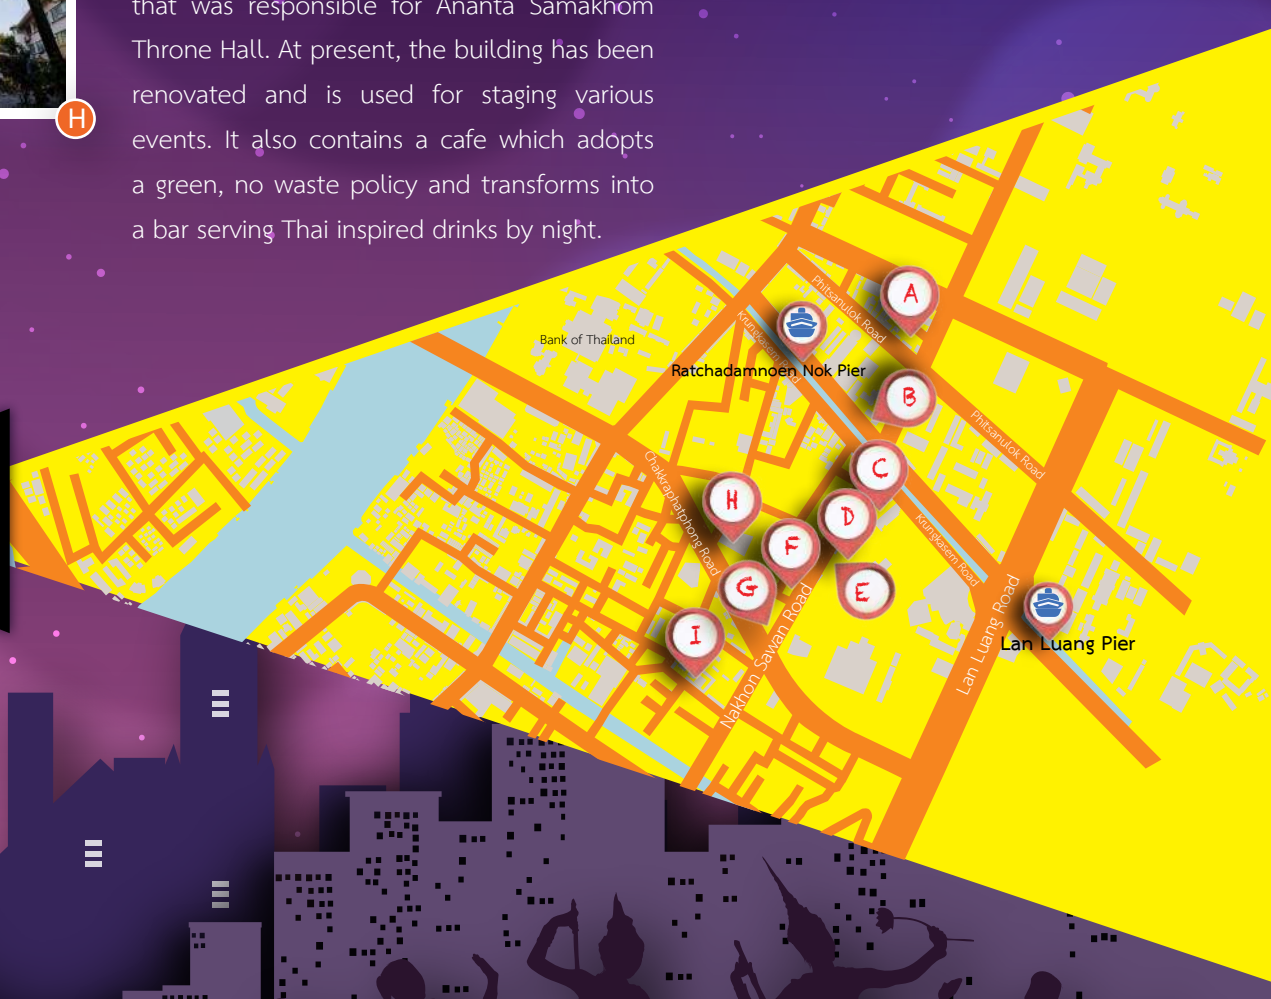 that was responsible for Ananta Samakhom
Throne Hall. At present, the building has been
renovated and is used for staging various
events. It also contains a cafe which adopts
a green, no waste policy and transforms into
a bar serving Thai inspired drinks by night.
H
A
Phitsanulok Road
Krungkasem Road
Bank of Thailand
Ratchadamnoen Nok Pier
B
Phitsanulok Road
C
Chakkraphatphong Road
H
D
Krungkasem Road
F
G
E
I
Nakhon Sawan Road
Lan Luang Road
Lan Luang Pier